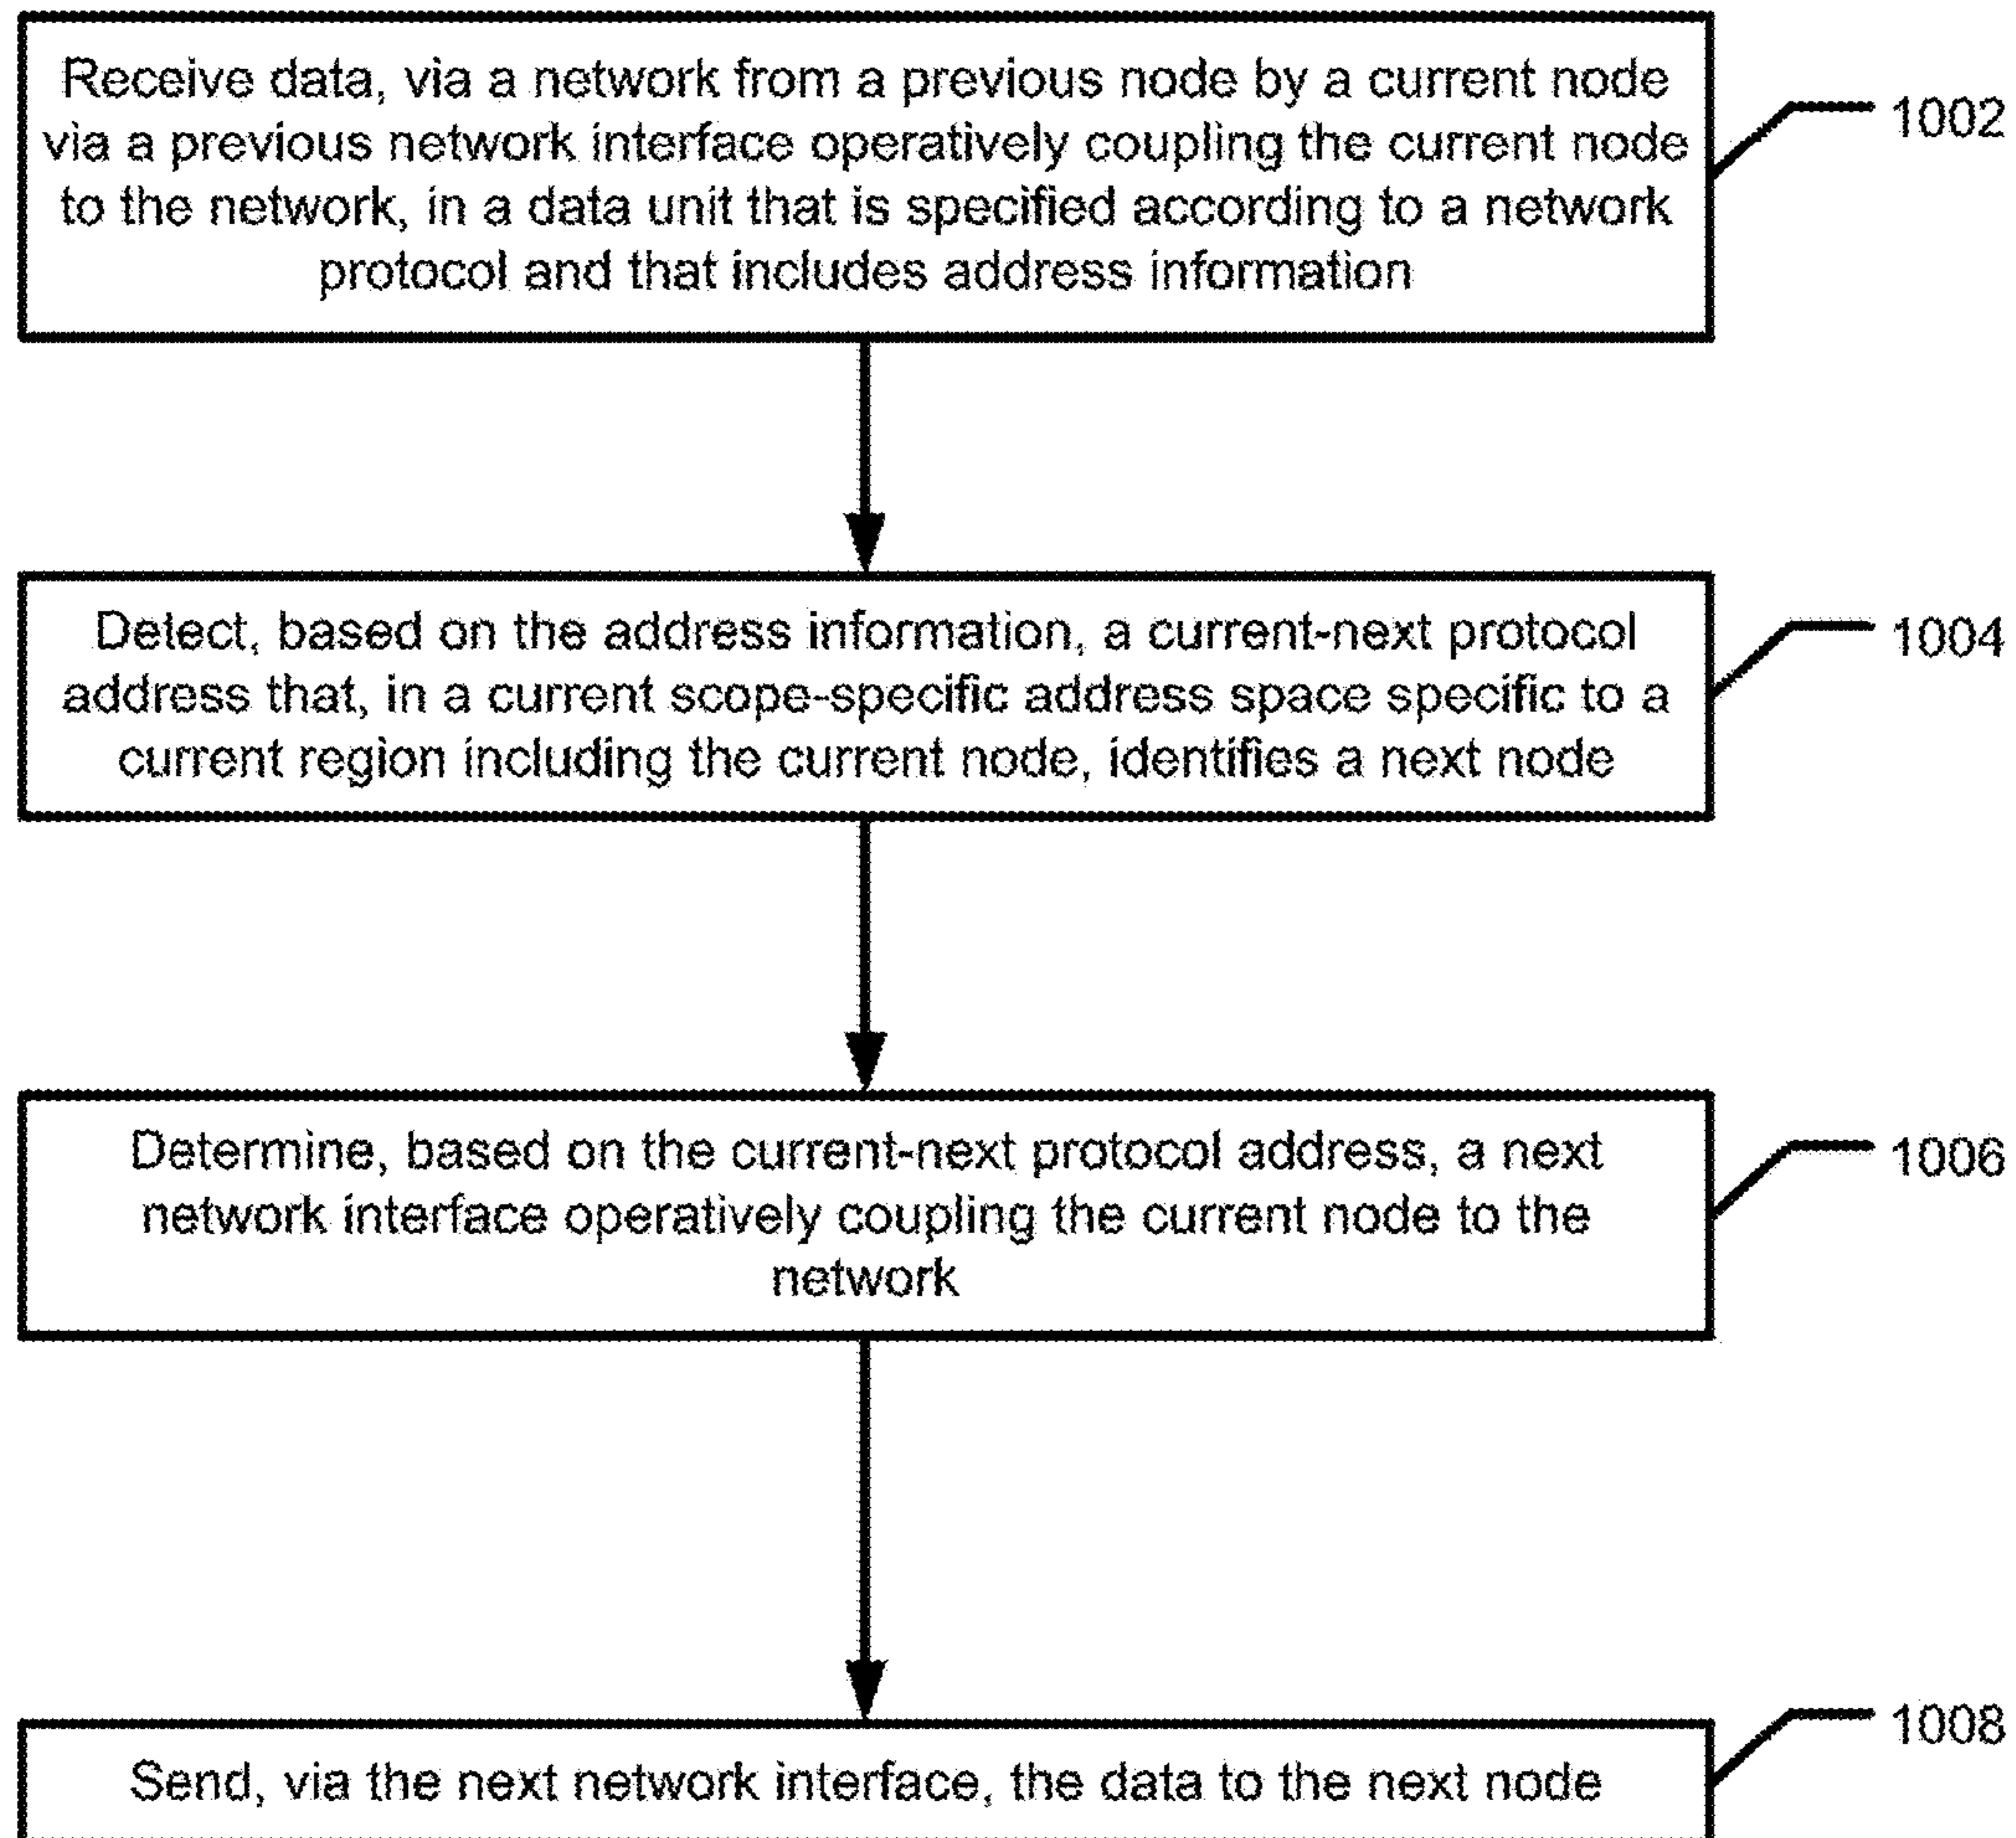 Receive data, via a network from a previous node by a current node
via a previous network interface operatively coupling the current node
to the network, in a data unit that is specified according to a network
protocol and that includes address information
1002
Detect, based on the address information, a current-next protocol
address that, in a current scope-specific address space specific to a
current region including the current node, identifies a next node
1004
Determine, based on the current-next protocol address, a next
network interface operatively coupling the current node to the
network
1006
Send, via the next network interface, the data to the next node
1008